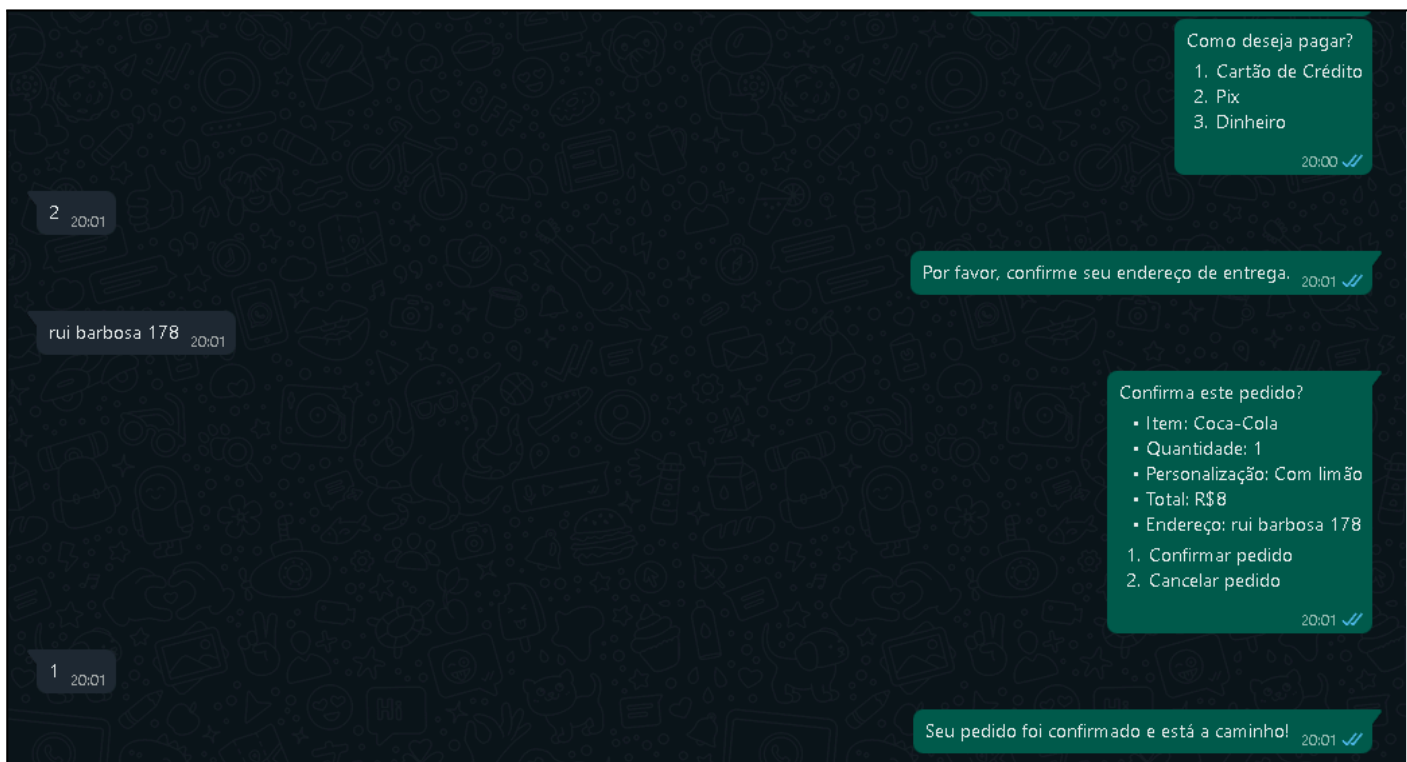 Como deseja pagar?
1. Cartão de Crédito
2. Pix
3. Dinheiro
20:00
2 20:01
Por favor, confirme seu endereço de entrega. 20:01
rui barbosa 178 20:01
Confirma este pedido?
▪ Item: Coca-Cola
▪ Quantidade: 1
▪ Personalização: Com limão
▪ Total: R$8
▪ Endereço: rui barbosa 178
1. Confirmar pedido
2. Cancelar pedido
20:01
1 20:01
Seu pedido foi confirmado e está a caminho! 20:01